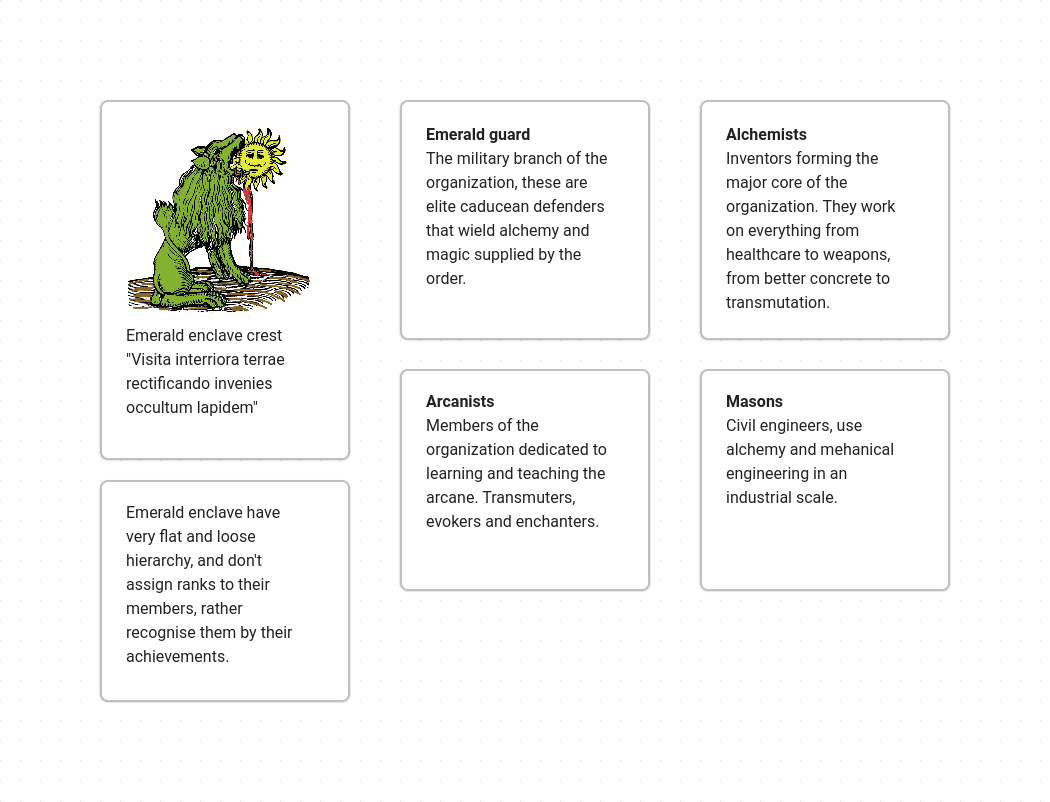 Emerald enclave crest
"Visita interriora terrae
rectificando invenies
occultum lapidem"
Emerald enclave have
very flat and loose
hierarchy, and don't
assign ranks to their
members, rather
recognise them by their
achievements.
Emerald guard
The military branch of the
organization, these are
elite caducean defenders
that wield alchemy and
magic supplied by the
order.
Arcanists
Members of the
organization dedicated to
learning and teaching the
arcane. Transmuters,
evokers and enchanters.
Alchemists
Inventors forming the
major core of the
organization. They work
on everything from
healthcare to weapons,
from better concrete to
transmutation.
Masons
Civil engineers, use
alchemy and mehanical
engineering in an
industrial scale.